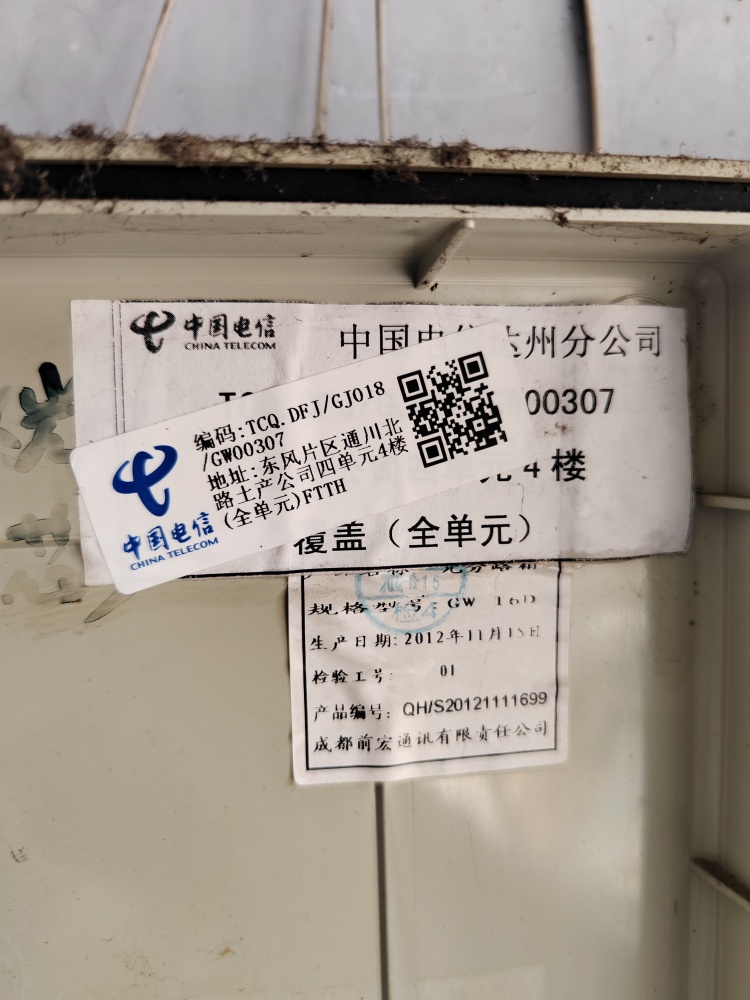 中国电信
CHINA TELECOM
中国电信 达州分公司
00307
4楼
覆盖（全单元）
编码:TCQ.DFJ/GJ018
/GW00307
地址:东风片区通川北
路土产公司四单元4楼
(全单元)FTTH
中国电信
CHINA TELECOM
规格型号:GW 16D
生产日期:2012年11月15日
检验工号: 01
产品编号: QH/S20121111699
成都前宏通讯有限责任公司